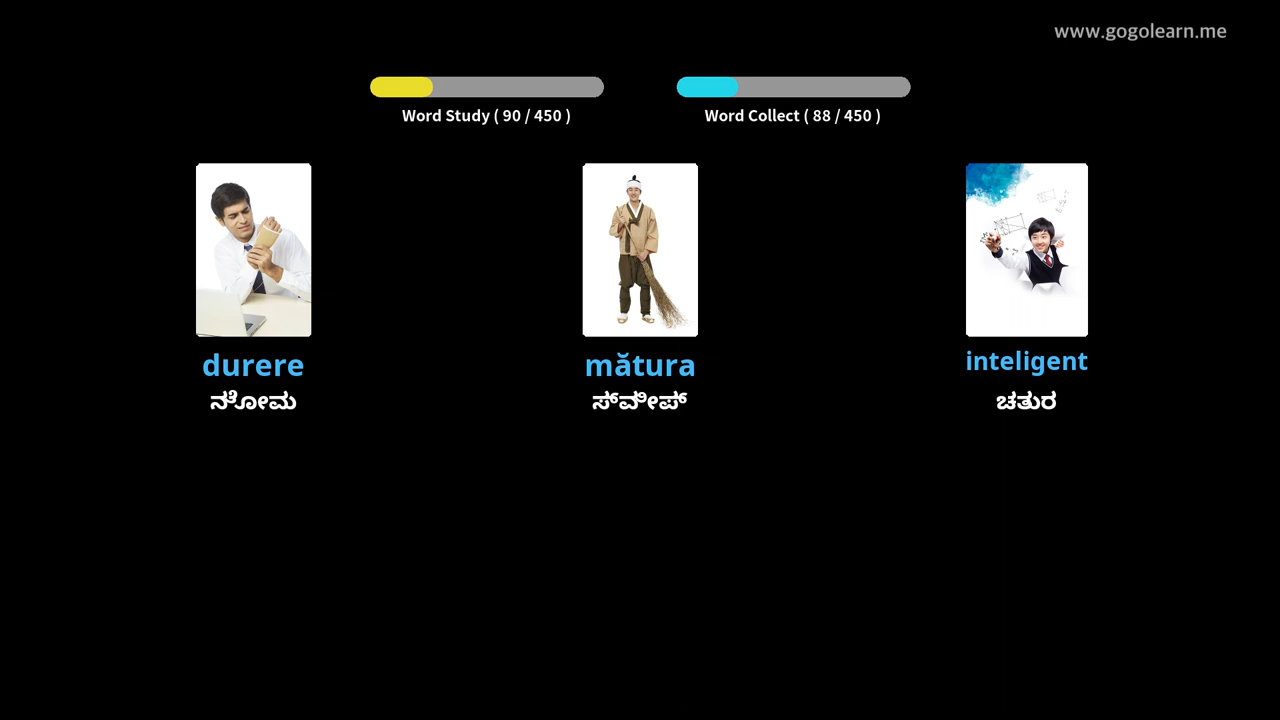 www.gogolearn.me
Word Study ( 90 / 450 )
Word Collect ( 88 / 450 )
durere
mătura
inteligent
ನೋಮ
ಸ್ವೀಪ್
ಚತುರ